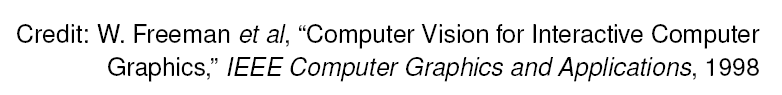 Credit: W. Freeman et al, “Computer Vision for Interactive Computer
Graphics,” IEEE Computer Graphics and Applications, 1998